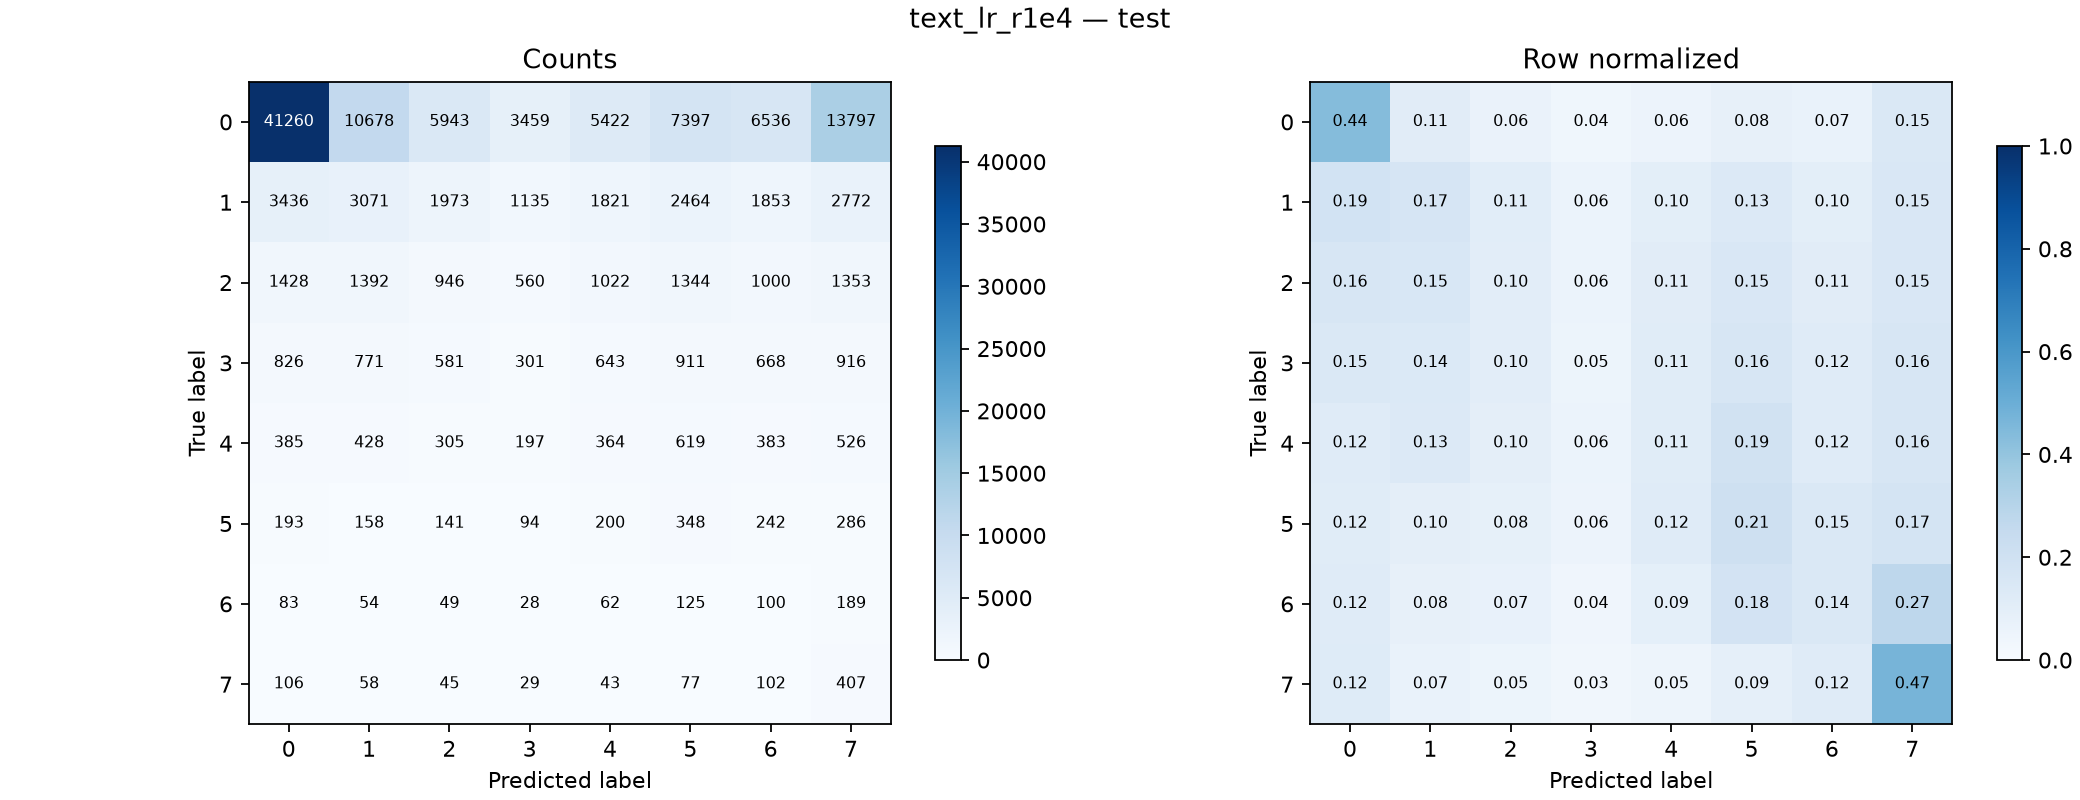 text_lr_r1e4 — test
Counts
0 41260 10678 5943 3459 5422 7397 6536 13797
1 3436 3071 1973 1135 1821 2464 1853 2772
2 1428 1392 946 560 1022 1344 1000 1353
3 826 771 581 301 643 911 668 916
4 385 428 305 197 364 619 383 526
5 193 158 141 94 200 348 242 286
6 83 54 49 28 62 125 100 189
7 106 58 45 29 43 77 102 407
0 1 2 3 4 5 6 7
Predicted label
True label
40000
35000
30000
25000
20000
15000
10000
5000
0
Row normalized
0 0.44 0.11 0.06 0.04 0.06 0.08 0.07 0.15
1 0.19 0.17 0.11 0.06 0.10 0.13 0.10 0.15
2 0.16 0.15 0.10 0.06 0.11 0.15 0.11 0.15
3 0.15 0.14 0.10 0.05 0.11 0.16 0.12 0.16
4 0.12 0.13 0.10 0.06 0.11 0.19 0.12 0.16
5 0.12 0.10 0.08 0.06 0.12 0.21 0.15 0.17
6 0.12 0.08 0.07 0.04 0.09 0.18 0.14 0.27
7 0.12 0.07 0.05 0.03 0.05 0.09 0.12 0.47
0 1 2 3 4 5 6 7
Predicted label
True label
1.0
0.8
0.6
0.4
0.2
0.0